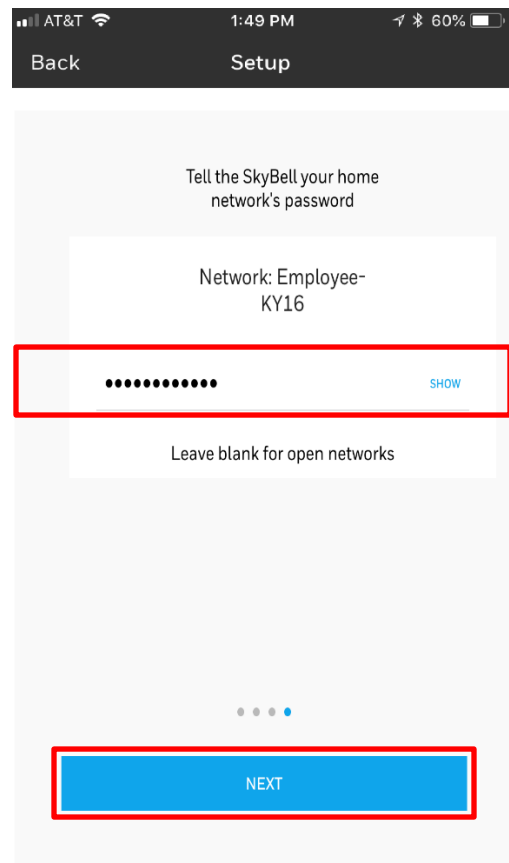 AT&T 1:49 PM 60%
Back Setup
Tell the SkyBell your home
network's password
Network: Employee-
KY16
•••••••••••• SHOW
Leave blank for open networks
NEXT